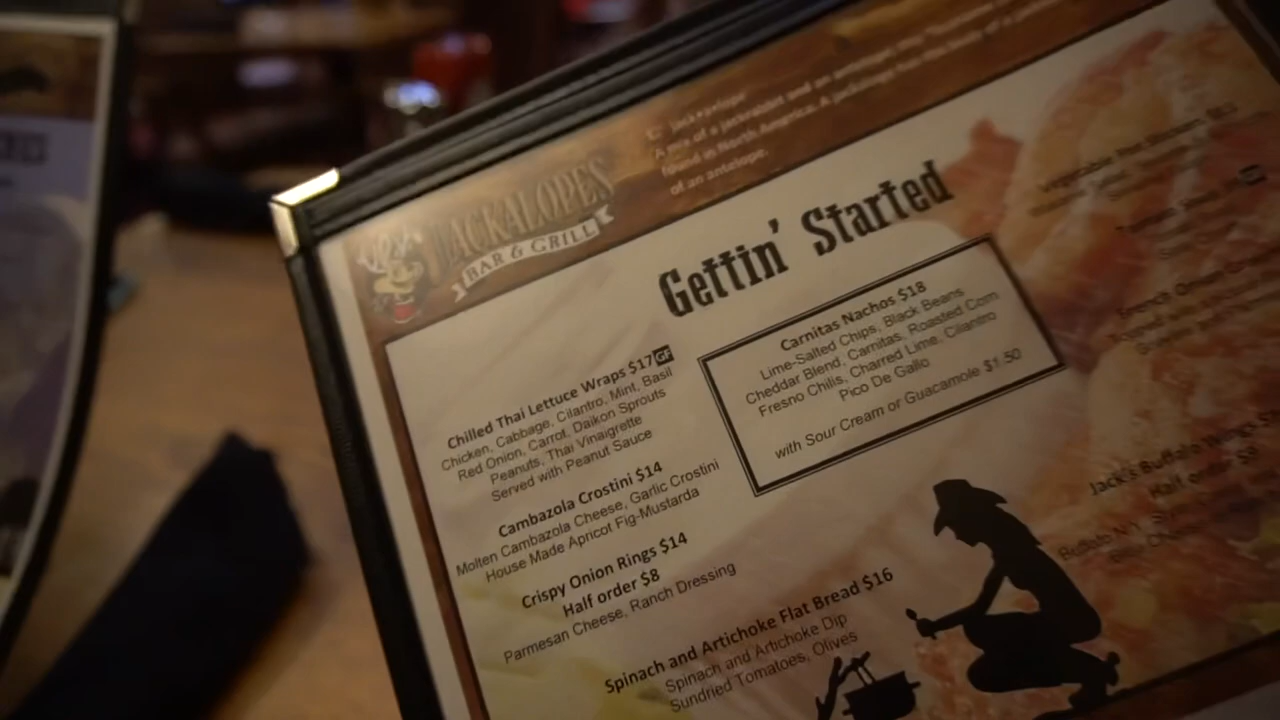 JACKALOPE'S
BAR & GRILL
A mix of a jackrabbit and an antelope.
found in North America. A jackalope has the body of a
of an antelope.
Gettin' Started
Chilled Thai Lettuce Wraps $17 GF
Chicken, Cabbage, Cilantro, Mint, Basil
Red Onion, Carrot, Daikon Sprouts
Peanuts, Thai Vinaigrette
Served with Peanut Sauce
Cambazola Crostini $14
Molten Cambazola Cheese, Garlic Crostini
House Made Apricot Fig-Mustarda
Crispy Onion Rings $14
Half order $8
Parmesan Cheese, Ranch Dressing
Spinach and Artichoke Flat Bread $16
Spinach and Artichoke Dip
Sundried Tomatoes, Olives
Carnitas Nachos $18
Lime-Salted Chips, Black Beans
Cheddar Blend, Carnitas, Roasted Corn
Fresno Chills, Charred Lime, Cilantro
Pico De Gallo
with Sour Cream or Guacamole $1.50
Vegetable
French Onion
Jack's Buffalo Wings
Half order $9
Buffalo